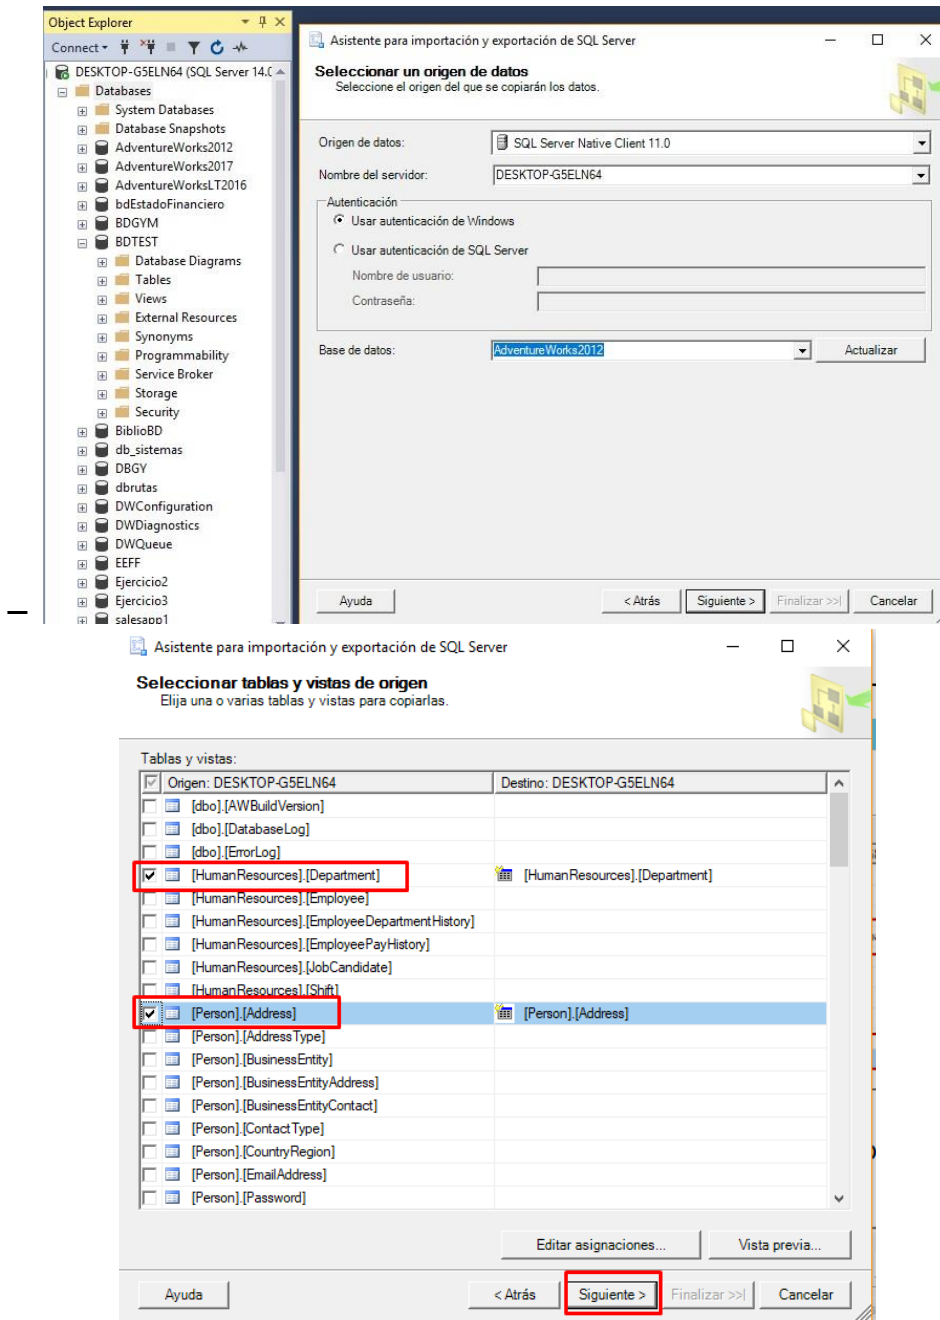 Object Explorer
Connect
DESKTOP-G5ELN64 (SQL Server 14.0
Databases
System Databases
Database Snapshots
AdventureWorks2012
AdventureWorks2017
AdventureWorksLT2016
bdEstadoFinanciero
BDGYM
BDTEST
Database Diagrams
Tables
Views
External Resources
Synonyms
Programmability
Service Broker
Storage
Security
BiblioBD
db_sistemas
DBGY
dbrutas
DWConfiguration
DWDiagnostics
DWQueue
EEFF
Ejercicio2
Ejercicio3
salesapp1
Asistente para importación y exportación de SQL Server
Seleccionar un origen de datos
Seleccione el origen del que se copiarán los datos.
Origen de datos: SQL Server Native Client 11.0
Nombre del servidor: DESKTOP-G5ELN64
Autenticación
Usar autenticación de Windows
Usar autenticación de SQL Server
Nombre de usuario:
Contraseña:
Base de datos: AdventureWorks2012 Actualizar
Ayuda < Atrás Siguiente > Finalizar >>| Cancelar
Asistente para importación y exportación de SQL Server
Seleccionar tablas y vistas de origen
Elija una o varias tablas y vistas para copiarlas.
Tablas y vistas:
Origen: DESKTOP-G5ELN64 Destino: DESKTOP-G5ELN64
[dbo].[AWBuildVersion]
[dbo].[DatabaseLog]
[dbo].[ErrorLog]
[HumanResources].[Department] [HumanResources].[Department]
[HumanResources].[Employee]
[HumanResources].[EmployeeDepartmentHistory]
[HumanResources].[EmployeePayHistory]
[HumanResources].[JobCandidate]
[HumanResources].[Shift]
[Person].[Address] [Person].[Address]
[Person].[AddressType]
[Person].[BusinessEntity]
[Person].[BusinessEntityAddress]
[Person].[BusinessEntityContact]
[Person].[ContactType]
[Person].[CountryRegion]
[Person].[EmailAddress]
[Person].[Password]
Editar asignaciones... Vista previa...
Ayuda < Atrás Siguiente > Finalizar >>| Cancelar